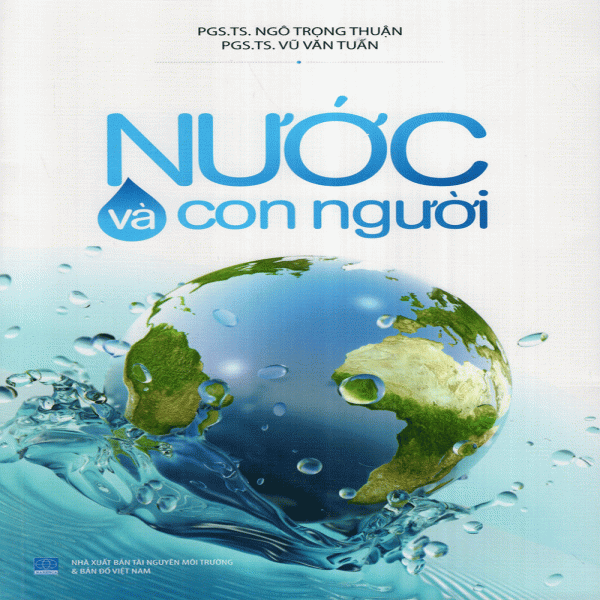 PGS.TS. NGÔ TRỌNG THUẬN
PGS.TS. VŨ VĂN TUẤN
NƯỚC
và con người
NHÀ XUẤT BẢN TÀI NGUYÊN MÔI TRƯỜNG
& BẢN ĐỒ VIỆT NAM